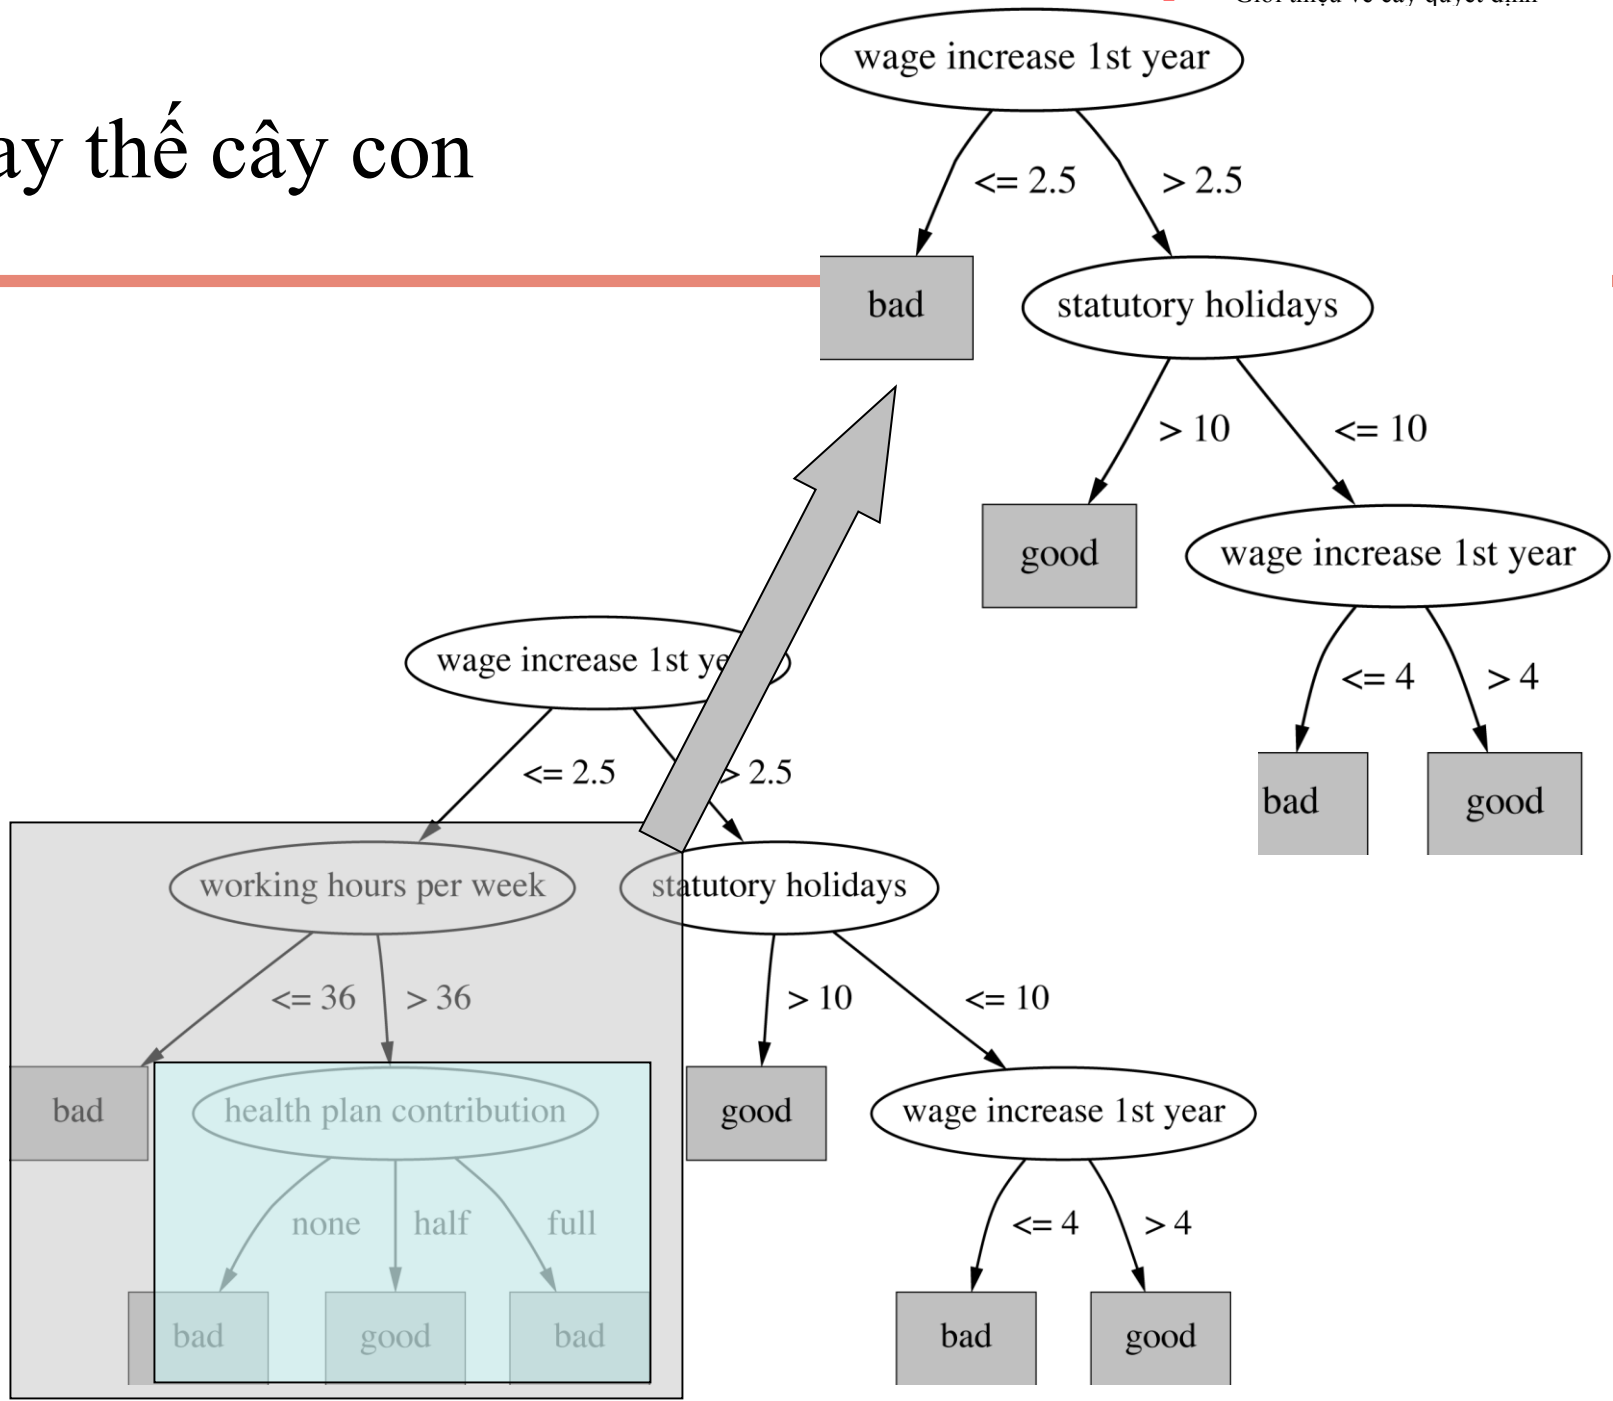 thế cây con
wage increase 1st year
<= 2.5
> 2.5
bad
statutory holidays
> 10
<= 10
good
wage increase 1st year
<= 4
> 4
bad
good
wage increase 1st
<= 2.5
> 2.5
working hours per week
statutory holidays
<= 36
> 36
> 10
<= 10
bad
health plan contribution
good
wage increase 1st year
none
half
full
<= 4
> 4
bad
good
bad
bad
good